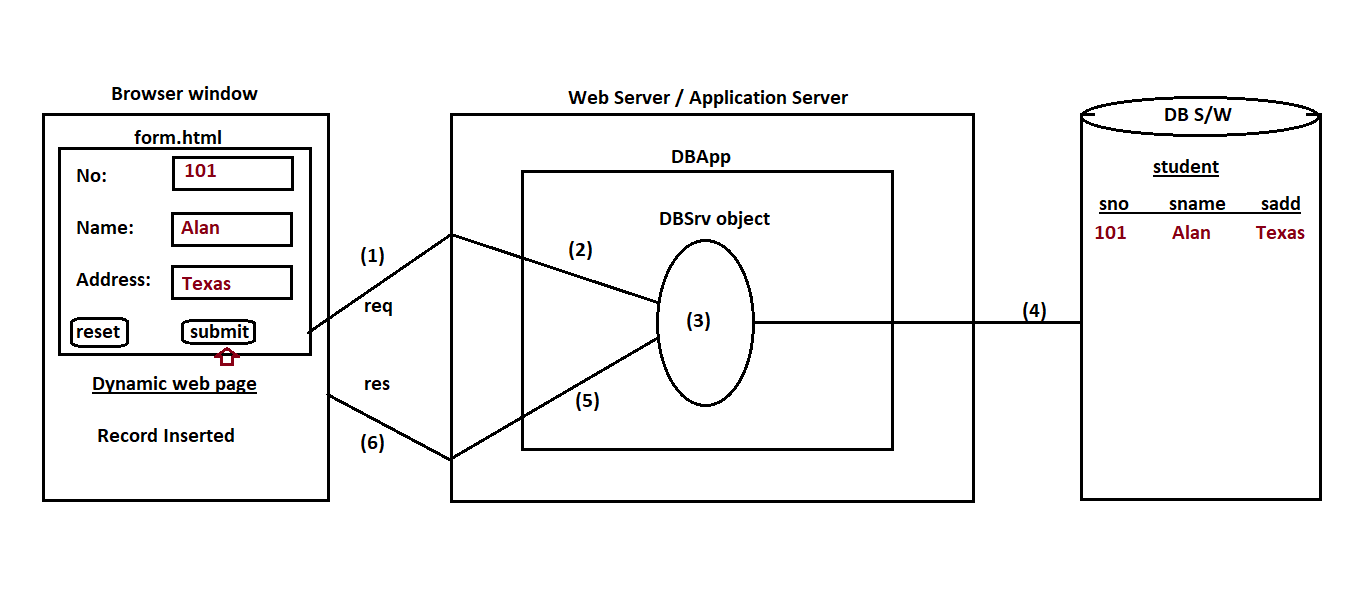 Browser window
form.html
No: 101
Name: Alan
Address: Texas
reset submit
Dynamic web page
Record Inserted
(1)
req
res
(6)
Web Server / Application Server
DBApp
DBSrv object
(2)
(3)
(5)
(4)
DB S/W
student
sno sname sadd
101 Alan Texas